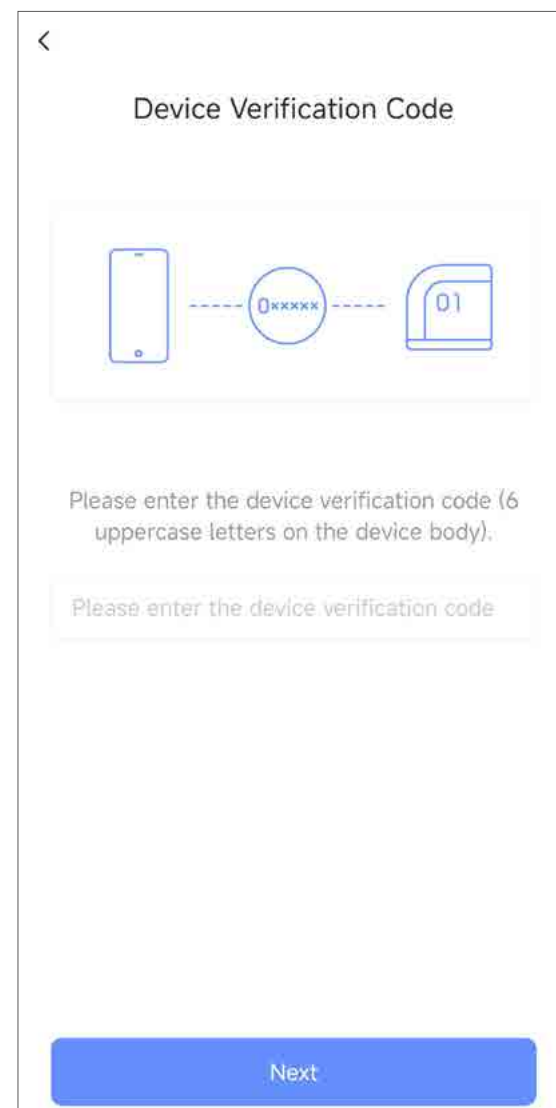 Device Verification Code
0xxxxx
01
Please enter the device verification code (6
uppercase letters on the device body).
Please enter the device verification code
Next